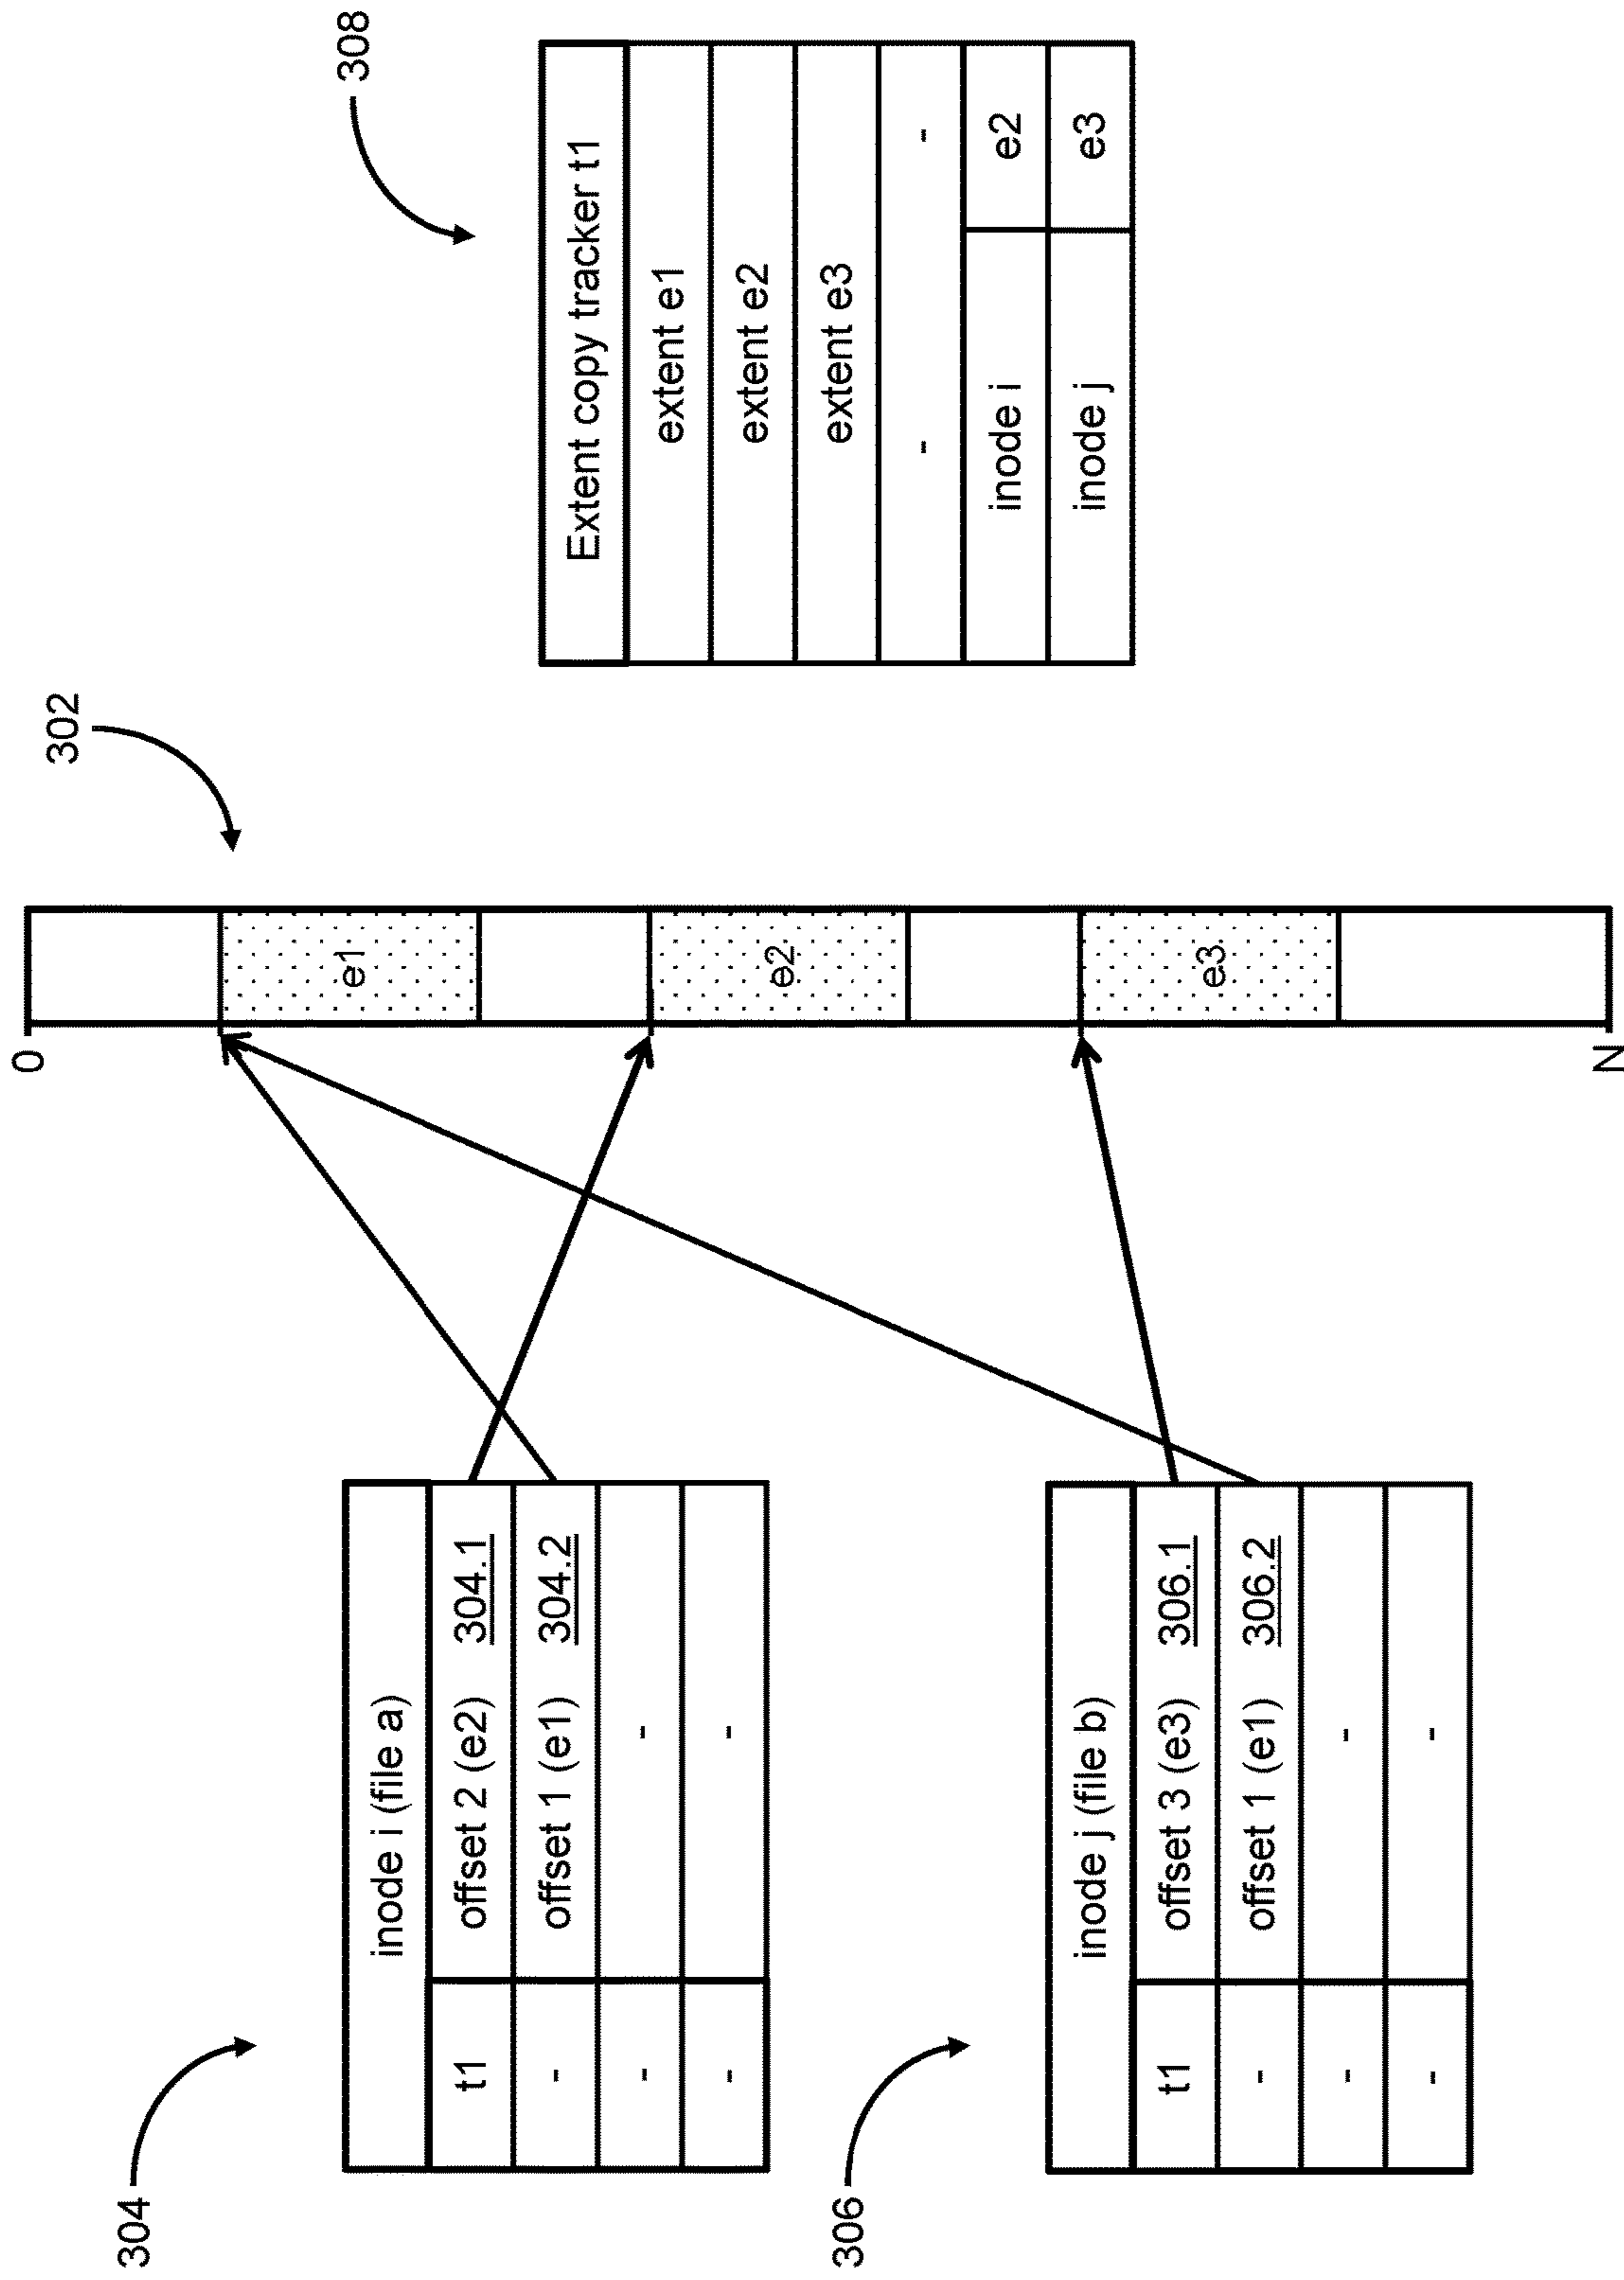 304
inode i (file a)
t1 offset 2 (e2) 304.1
- offset 1 (e1) 304.2
- -
- -
306
inode j (file b)
t1 offset 3 (e3) 306.1
- offset 1 (e1) 306.2
- -
- -
302
0
e1
e2
e3
N
308
Extent copy tracker t1
extent e1
extent e2
extent e3
- -
inode i e2
inode j e3